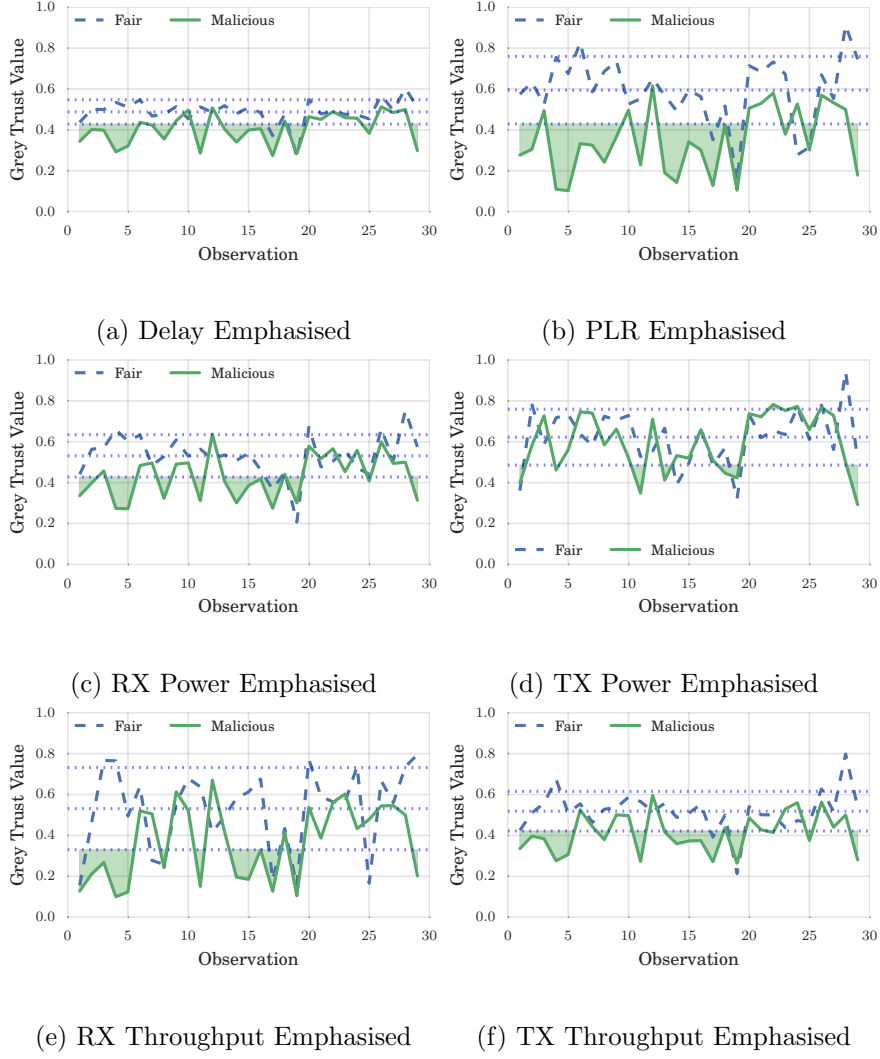 Fair Malicious
Grey Trust Value
1.0
0.8
0.6
0.4
0.2
0.0
0 5 10 15 20 25 30
Observation
(a) Delay Emphasised
Fair Malicious
Grey Trust Value
1.0
0.8
0.6
0.4
0.2
0.0
0 5 10 15 20 25 30
Observation
(b) PLR Emphasised
Fair Malicious
Grey Trust Value
1.0
0.8
0.6
0.4
0.2
0.0
0 5 10 15 20 25 30
Observation
(c) RX Power Emphasised
Grey Trust Value
1.0
0.8
0.6
0.4
0.2
0.0
Fair Malicious
0 5 10 15 20 25 30
Observation
(d) TX Power Emphasised
Fair Malicious
Grey Trust Value
1.0
0.8
0.6
0.4
0.2
0.0
0 5 10 15 20 25 30
Observation
(e) RX Throughput Emphasised
Fair Malicious
Grey Trust Value
1.0
0.8
0.6
0.4
0.2
0.0
0 5 10 15 20 25 30
Observation
(f) TX Throughput Emphasised